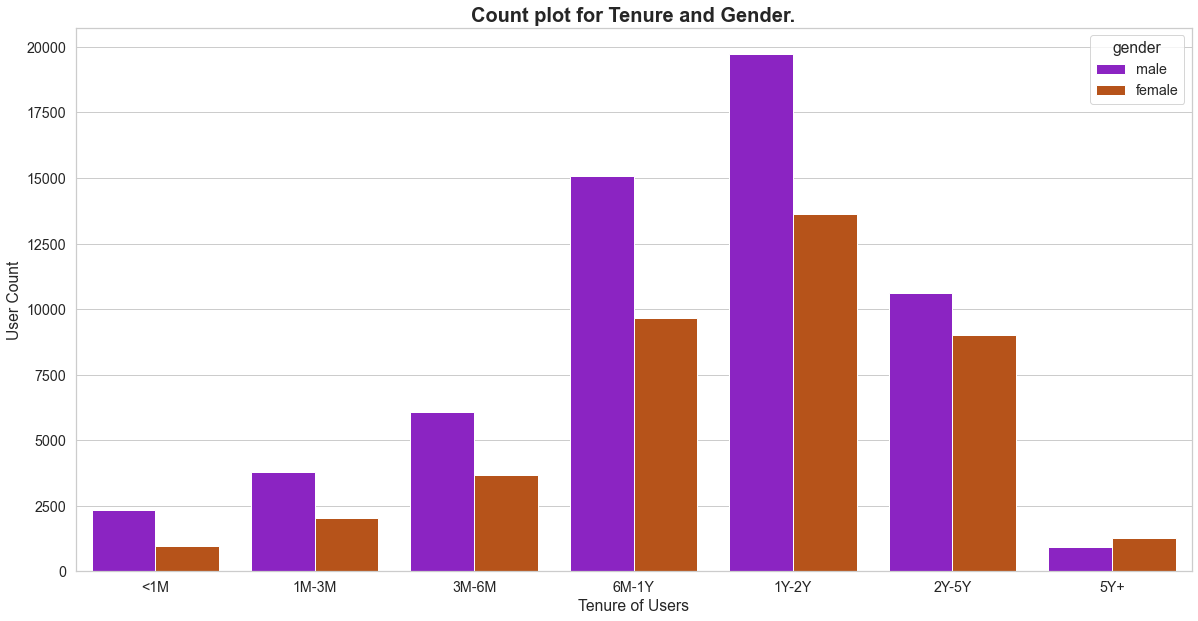 Count plot for Tenure and Gender.
gender
male
female
User Count
20000
17500
15000
12500
10000
7500
5000
2500
0
<1M 1M-3M 3M-6M 6M-1Y 1Y-2Y 2Y-5Y 5Y+
Tenure of Users